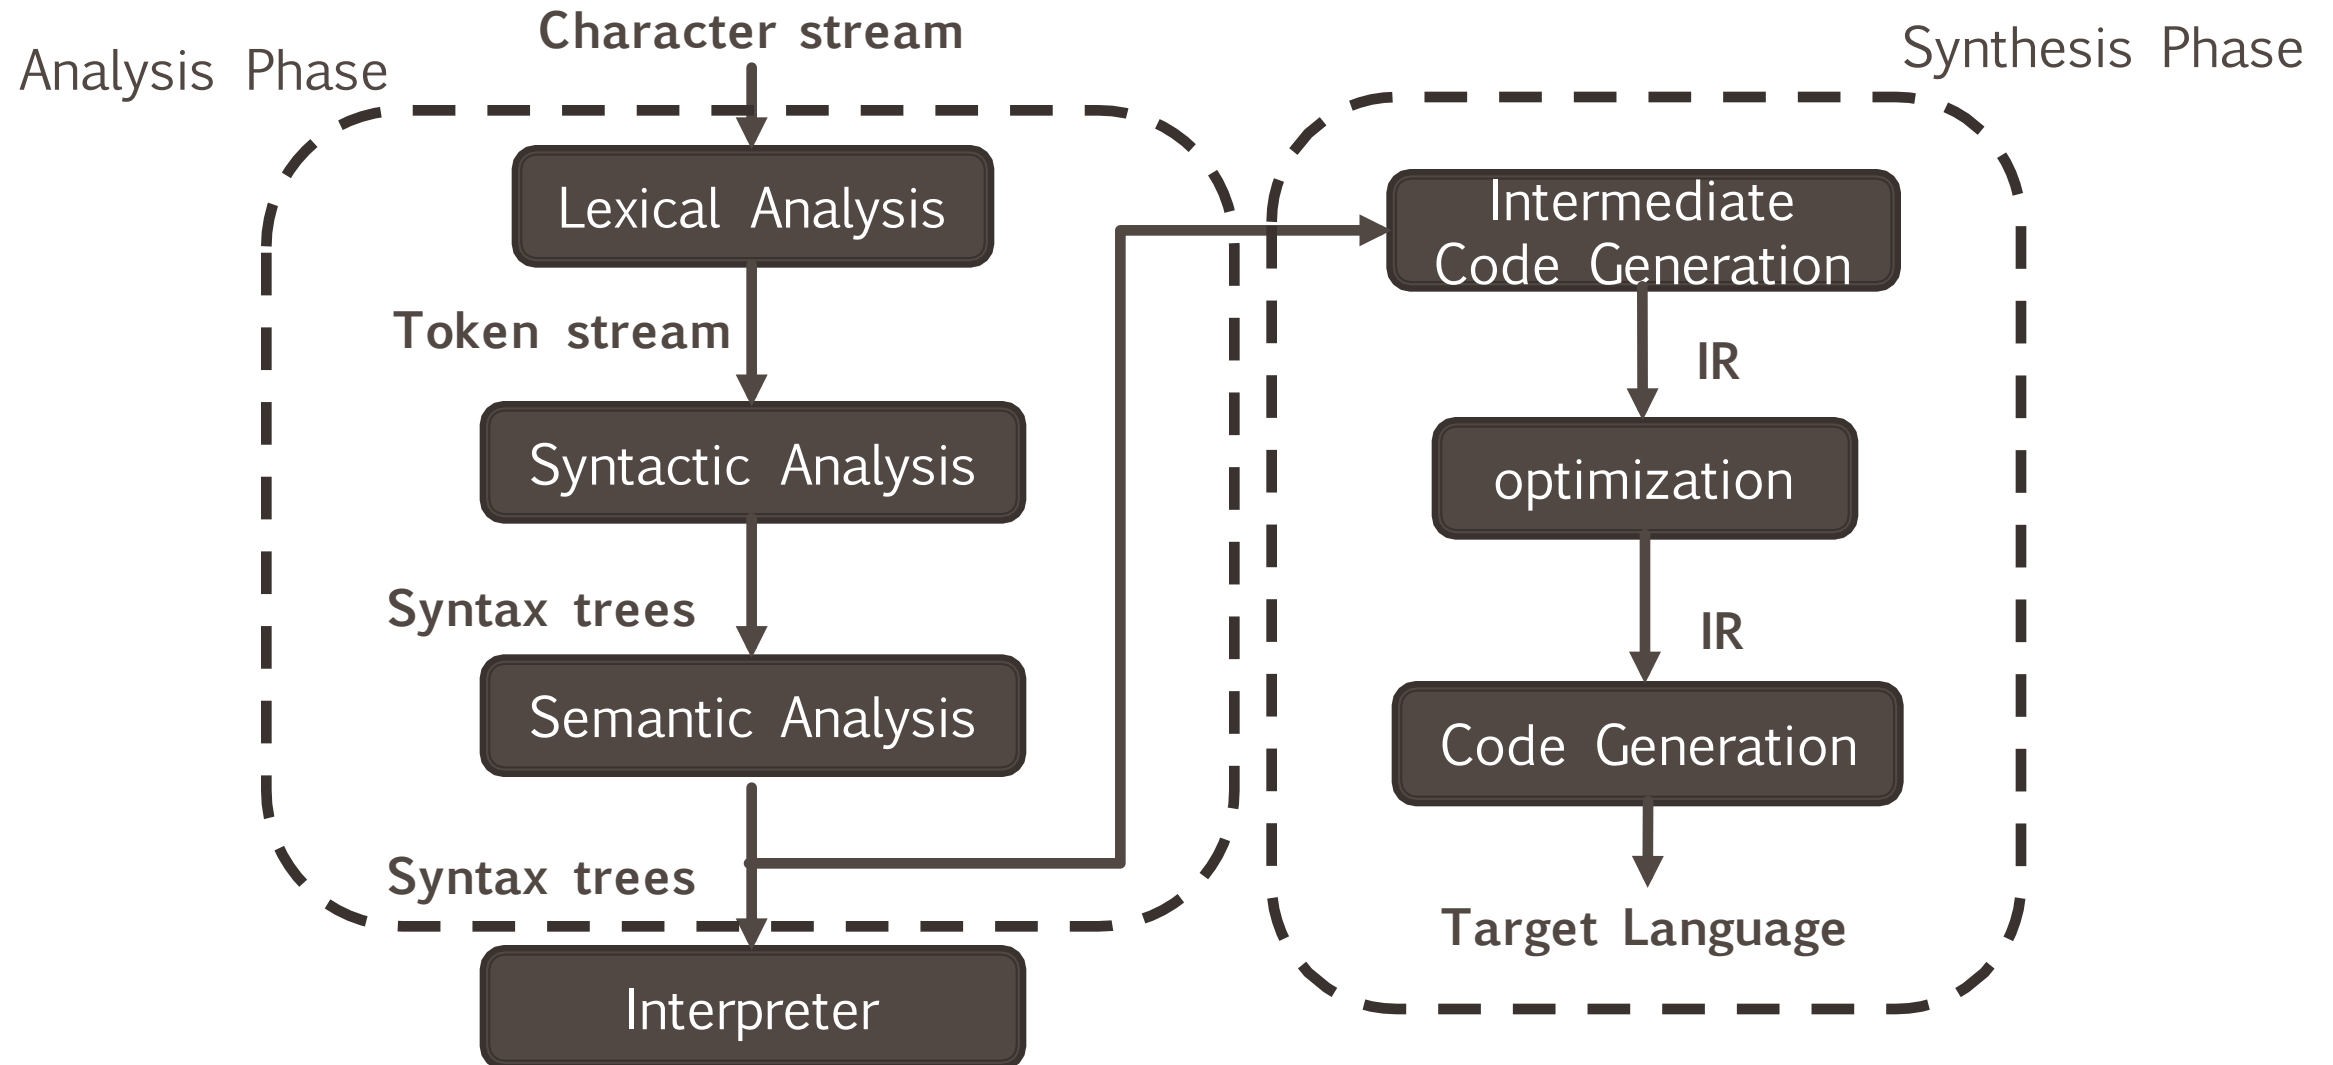 Analysis Phase
Character stream
Lexical Analysis
Token stream
Syntactic Analysis
Syntax trees
Semantic Analysis
Syntax trees
Interpreter
Synthesis Phase
Intermediate
Code Generation
IR
optimization
IR
Code Generation
Target Language